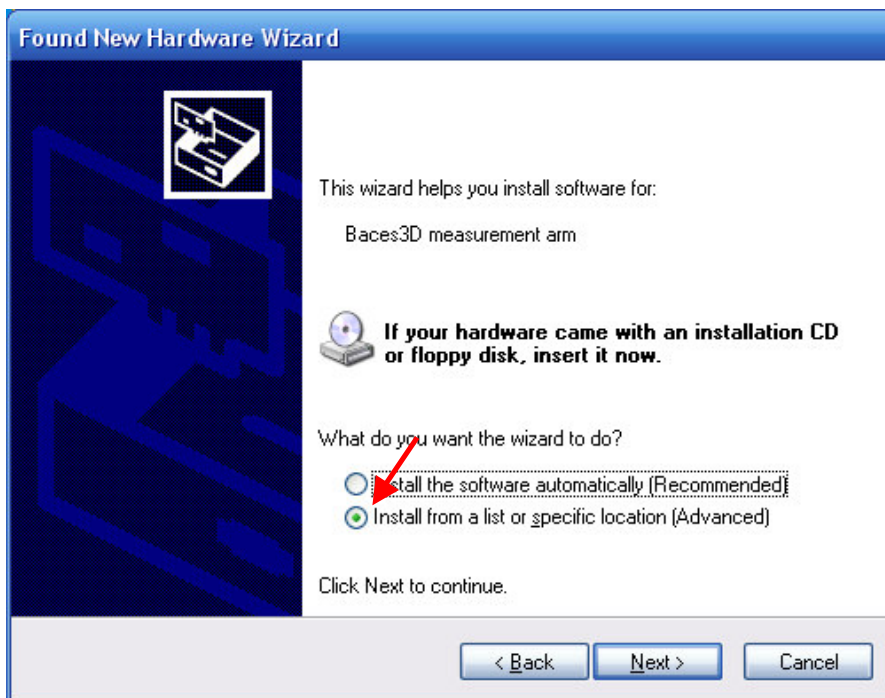 Found New Hardware Wizard
This wizard helps you install software for:
Baces3D measurement arm
If your hardware came with an installation CD
or floppy disk, insert it now.
What do you want the wizard to do?
Install the software automatically (Recommended)
Install from a list or specific location (Advanced)
Click Next to continue.
< Back
Next >
Cancel